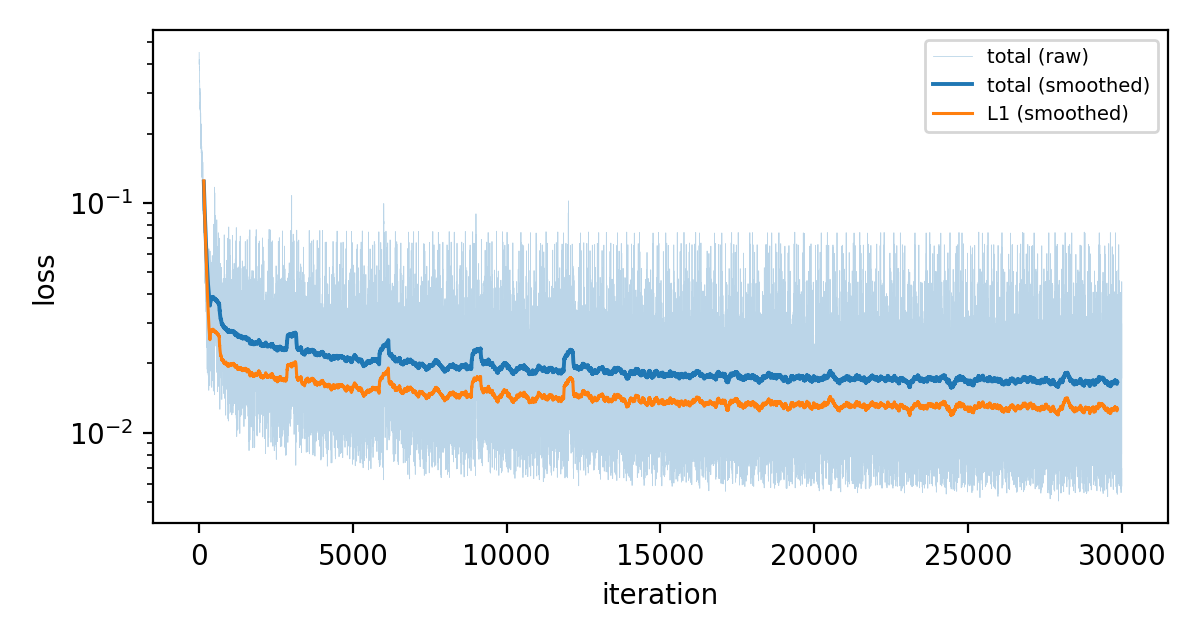 total (raw)
total (smoothed)
L1 (smoothed)
10⁻¹
10⁻²
loss
0 5000 10000 15000 20000 25000 30000
iteration